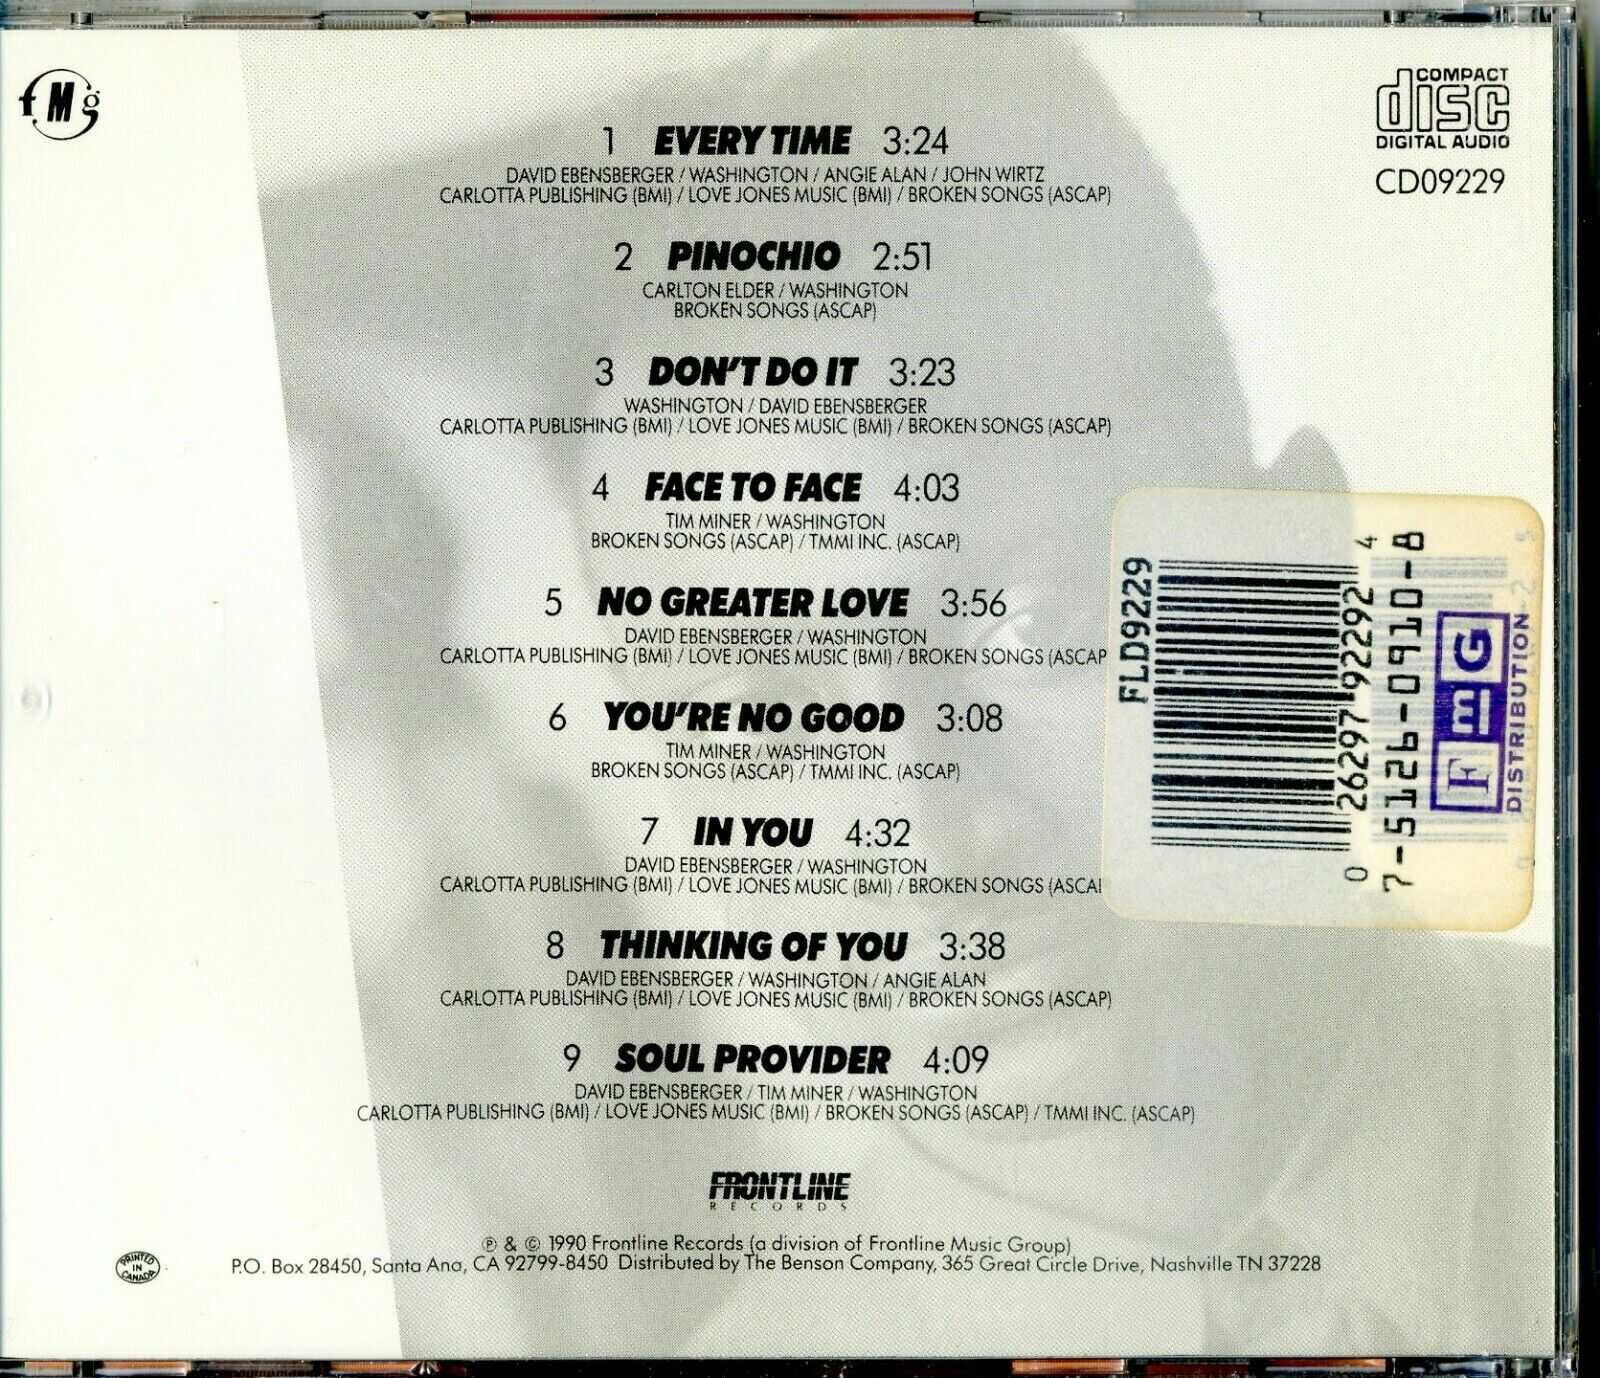 fMg
COMPACT
disc
DIGITAL AUDIO
CD09229
1 EVERY TIME 3:24
DAVID EBENSBERGER / WASHINGTON / ANGIE ALAN / JOHN WIRTZ
CARLOTTA PUBLISHING (BMI) / LOVE JONES MUSIC (BMI) / BROKEN SONGS (ASCAP)
2 PINOCHIO 2:51
CARLTON ELDER / WASHINGTON
BROKEN SONGS (ASCAP)
3 DON'T DO IT 3:23
WASHINGTON / DAVID EBENSBERGER
CARLOTTA PUBLISHING (BMI) / LOVE JONES MUSIC (BMI) / BROKEN SONGS (ASCAP)
4 FACE TO FACE 4:03
TIM MINER / WASHINGTON
BROKEN SONGS (ASCAP) / TMMI INC. (ASCAP)
5 NO GREATER LOVE 3:56
DAVID EBENSBERGER / WASHINGTON
CARLOTTA PUBLISHING (BMI) / LOVE JONES MUSIC (BMI) / BROKEN SONGS (ASCAP
6 YOU'RE NO GOOD 3:08
TIM MINER / WASHINGTON
BROKEN SONGS (ASCAP) / TMMI INC. (ASCAP)
7 IN YOU 4:32
DAVID EBENSBERGER / WASHINGTON
CARLOTTA PUBLISHING (BMI) / LOVE JONES MUSIC (BMI) / BROKEN SONGS (ASCA
8 THINKING OF YOU 3:38
DAVID EBENSBERGER / WASHINGTON / ANGIE ALAN
CARLOTTA PUBLISHING (BMI) / LOVE JONES MUSIC (BMI) / BROKEN SONGS (ASCAP)
9 SOUL PROVIDER 4:09
DAVID EBENSBERGER / TIM MINER / WASHINGTON
CARLOTTA PUBLISHING (BMI) / LOVE JONES MUSIC (BMI) / BROKEN SONGS (ASCAP) / TMMI INC. (ASCAP)
FLD9229
0 26297 92292 4
7-5126-0910-8
FmG
DISTRIBUTION
FRONTLINE
RECORDS
℗ & © 1990 Frontline Records (a division of Frontline Music Group)
P.O. Box 28450, Santa Ana, CA 92799-8450 Distributed by The Benson Company, 365 Great Circle Drive, Nashville TN 37228
PRINTED
IN
CANADA